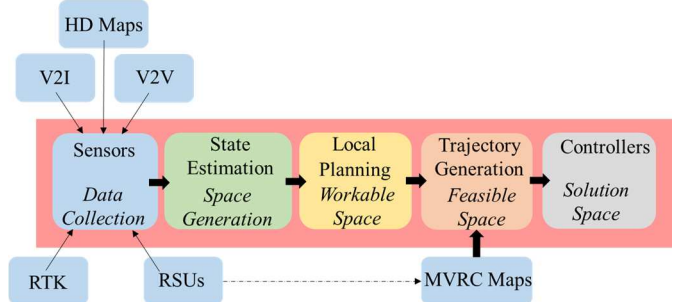 HD Maps
V2I
V2V
Sensors
Data
Collection
State
Estimation
Space
Generation
Local
Planning
Workable
Space
Trajectory
Generation
Feasible
Space
Controllers
Solution
Space
RTK
RSUs
MVRC Maps